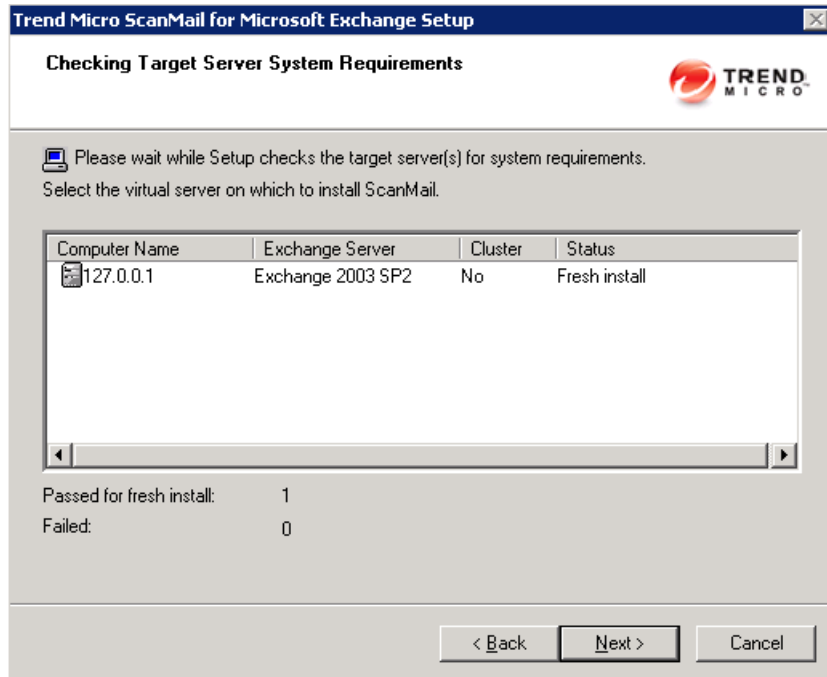 Trend Micro ScanMail for Microsoft Exchange Setup
Checking Target Server System Requirements
TREND
MICRO
Please wait while Setup checks the target server(s) for system requirements.
Select the virtual server on which to install ScanMail.
Computer Name Exchange Server Cluster Status
127.0.0.1 Exchange 2003 SP2 No Fresh install
Passed for fresh install: 1
Failed: 0
< Back Next > Cancel